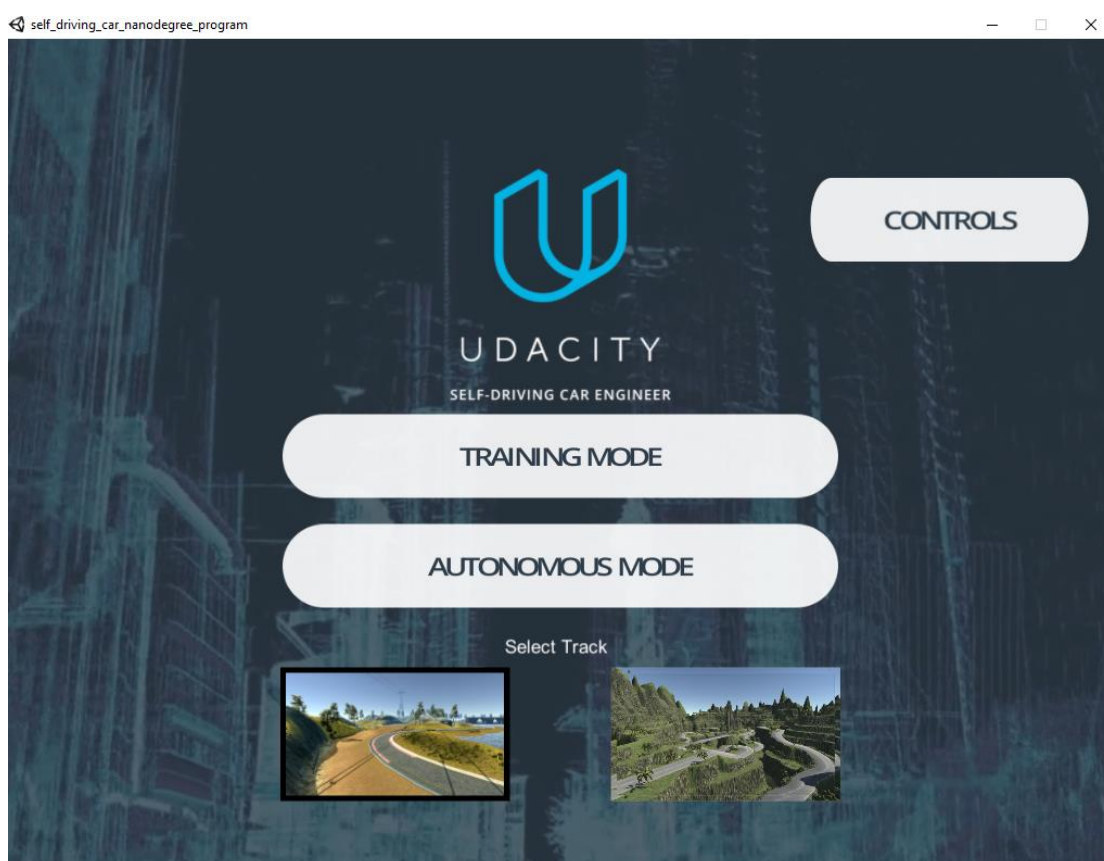 self_driving_car_nanodegree_program
CONTROLS
UDACITY
SELF-DRIVING CAR ENGINEER
TRAINING MODE
AUTONOMOUS MODE
Select Track